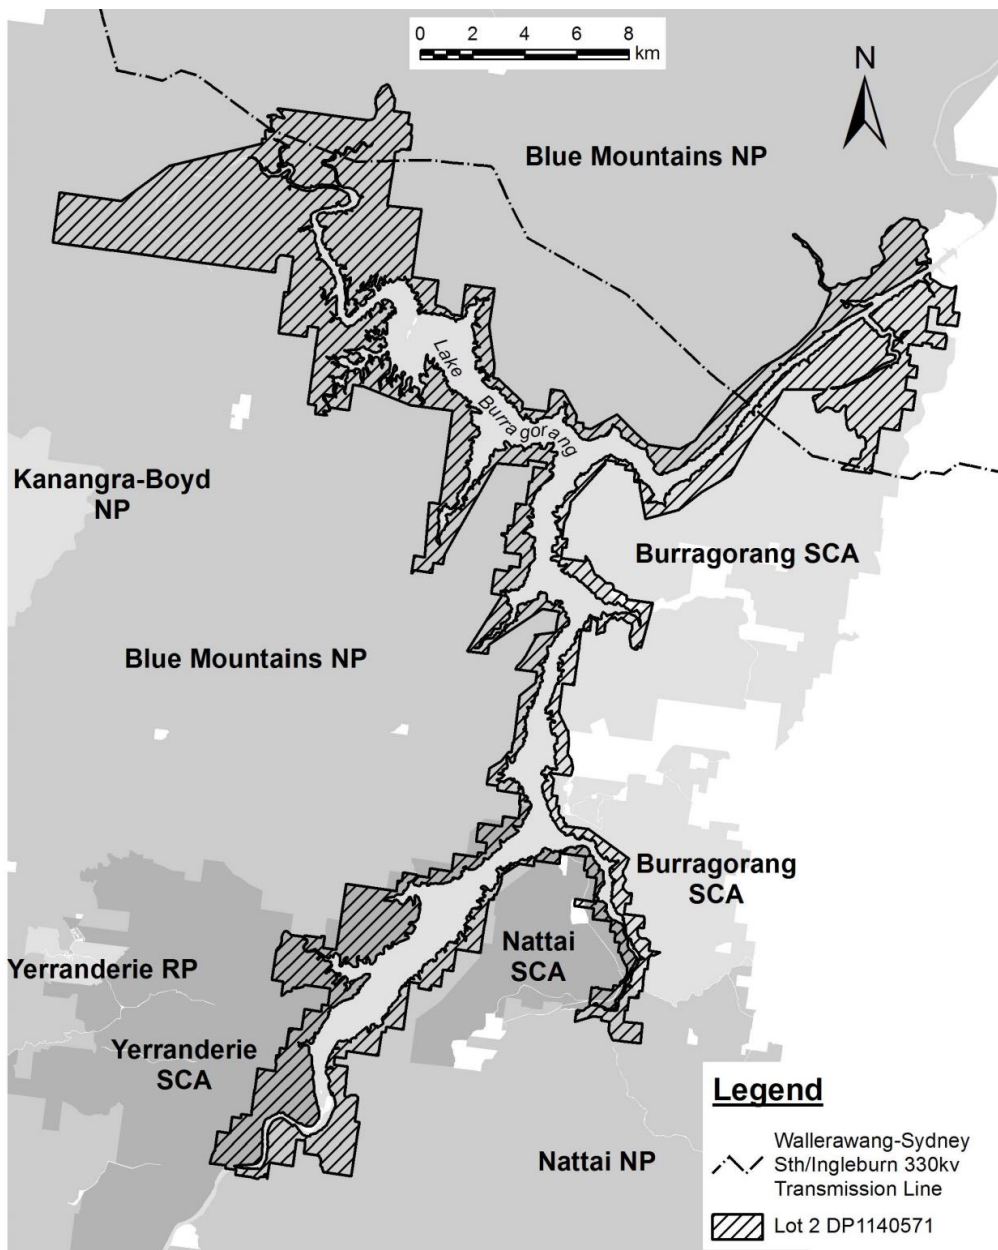 0 2 4 6 8
km
N
Blue Mountains NP
Lake
Burragorang
Kanangra-Boyd
NP
Burragorang SCA
Blue Mountains NP
Burragorang
SCA
Nattai
SCA
Yerranderie RP
Yerranderie
SCA
Nattai NP
Legend
Wallerawang-Sydney
Sth/Ingleburn 330kv
Transmission Line
Lot 2 DP1140571